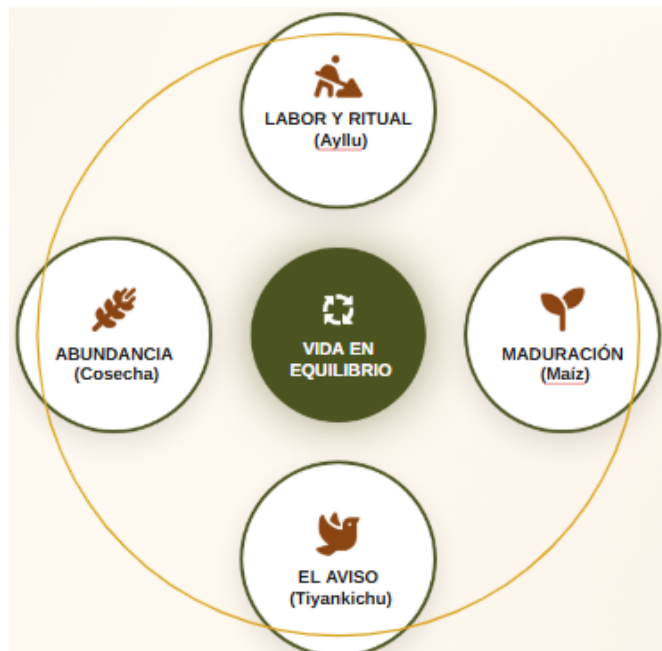 LABOR Y RITUAL
(Ayllu)
ABUNDANCIA
(Cosecha)
VIDA EN
EQUILIBRIO
MADURACIÓN
(Maíz)
EL AVISO
(Tiyankichu)